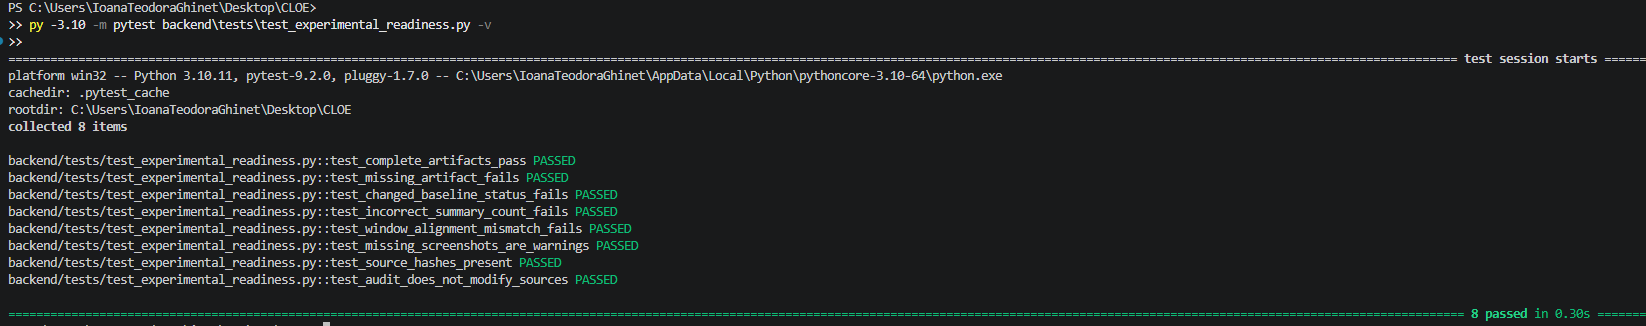 PS C:\Users\IoanaTeodoraGhinet\Desktop\CLOE>
>> py -3.10 -m pytest backend\tests\test_experimental_readiness.py -v
>>
============================== test session starts ==============================
platform win32 -- Python 3.10.11, pytest-9.2.0, pluggy-1.7.0 -- C:\Users\IoanaTeodoraGhinet\AppData\Local\Python\pythoncore-3.10-64\python.exe
cachedir: .pytest_cache
rootdir: C:\Users\IoanaTeodoraGhinet\Desktop\CLOE
collected 8 items
backend/tests/test_experimental_readiness.py::test_complete_artifacts_pass PASSED
backend/tests/test_experimental_readiness.py::test_missing_artifact_fails PASSED
backend/tests/test_experimental_readiness.py::test_changed_baseline_status_fails PASSED
backend/tests/test_experimental_readiness.py::test_incorrect_summary_count_fails PASSED
backend/tests/test_experimental_readiness.py::test_window_alignment_mismatch_fails PASSED
backend/tests/test_experimental_readiness.py::test_missing_screenshots_are_warnings PASSED
backend/tests/test_experimental_readiness.py::test_source_hashes_present PASSED
backend/tests/test_experimental_readiness.py::test_audit_does_not_modify_sources PASSED
============================== 8 passed in 0.30s ==============================